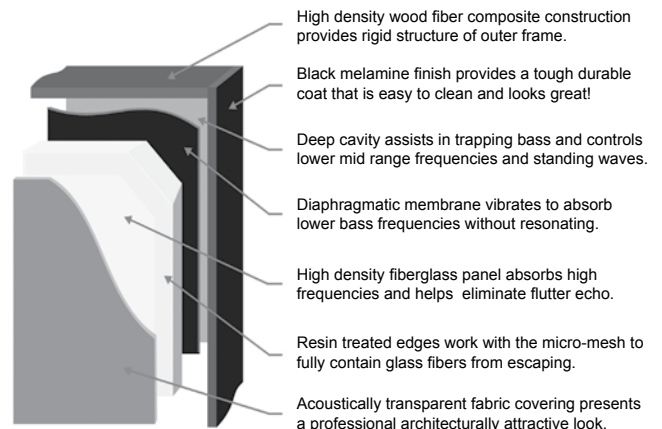 High density wood fiber composite construction
provides rigid structure of outer frame.
Black melamine finish provides a tough durable
coat that is easy to clean and looks great!
Deep cavity assists in trapping bass and controls
lower mid range frequencies and standing waves.
Diaphragmatic membrane vibrates to absorb
lower bass frequencies without resonating.
High density fiberglass panel absorbs high
frequencies and helps  eliminate flutter echo.
Resin treated edges work with the micro-mesh to
fully contain glass fibers from escaping.
Acoustically transparent fabric covering presents
a professional architecturally attractive look.